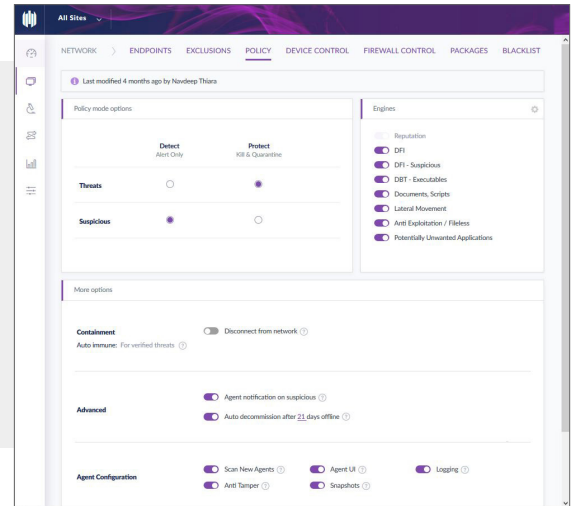 All Sites
NETWORK > ENDPOINTS EXCLUSIONS POLICY DEVICE CONTROL FIREWALL CONTROL PACKAGES BLACKLIST
Last modified 4 months ago by Navdeep Thiara
Policy mode options
Detect Protect
Alert Only Kill & Quarantine
Threats
Suspicious
Engines
Reputation
DFI
DFI - Suspicious
DBT - Executables
Documents, Scripts
Lateral Movement
Anti Exploitation / Fileless
Potentially Unwanted Applications
More options
Containment Disconnect from network ?
Auto immune: For verified threats ?
Agent notification on suspicious ?
Advanced
Auto decommission after 21 days offline ?
Scan New Agents ? Agent UI ? Logging ?
Agent Configuration
Anti Tamper ? Snapshots ?